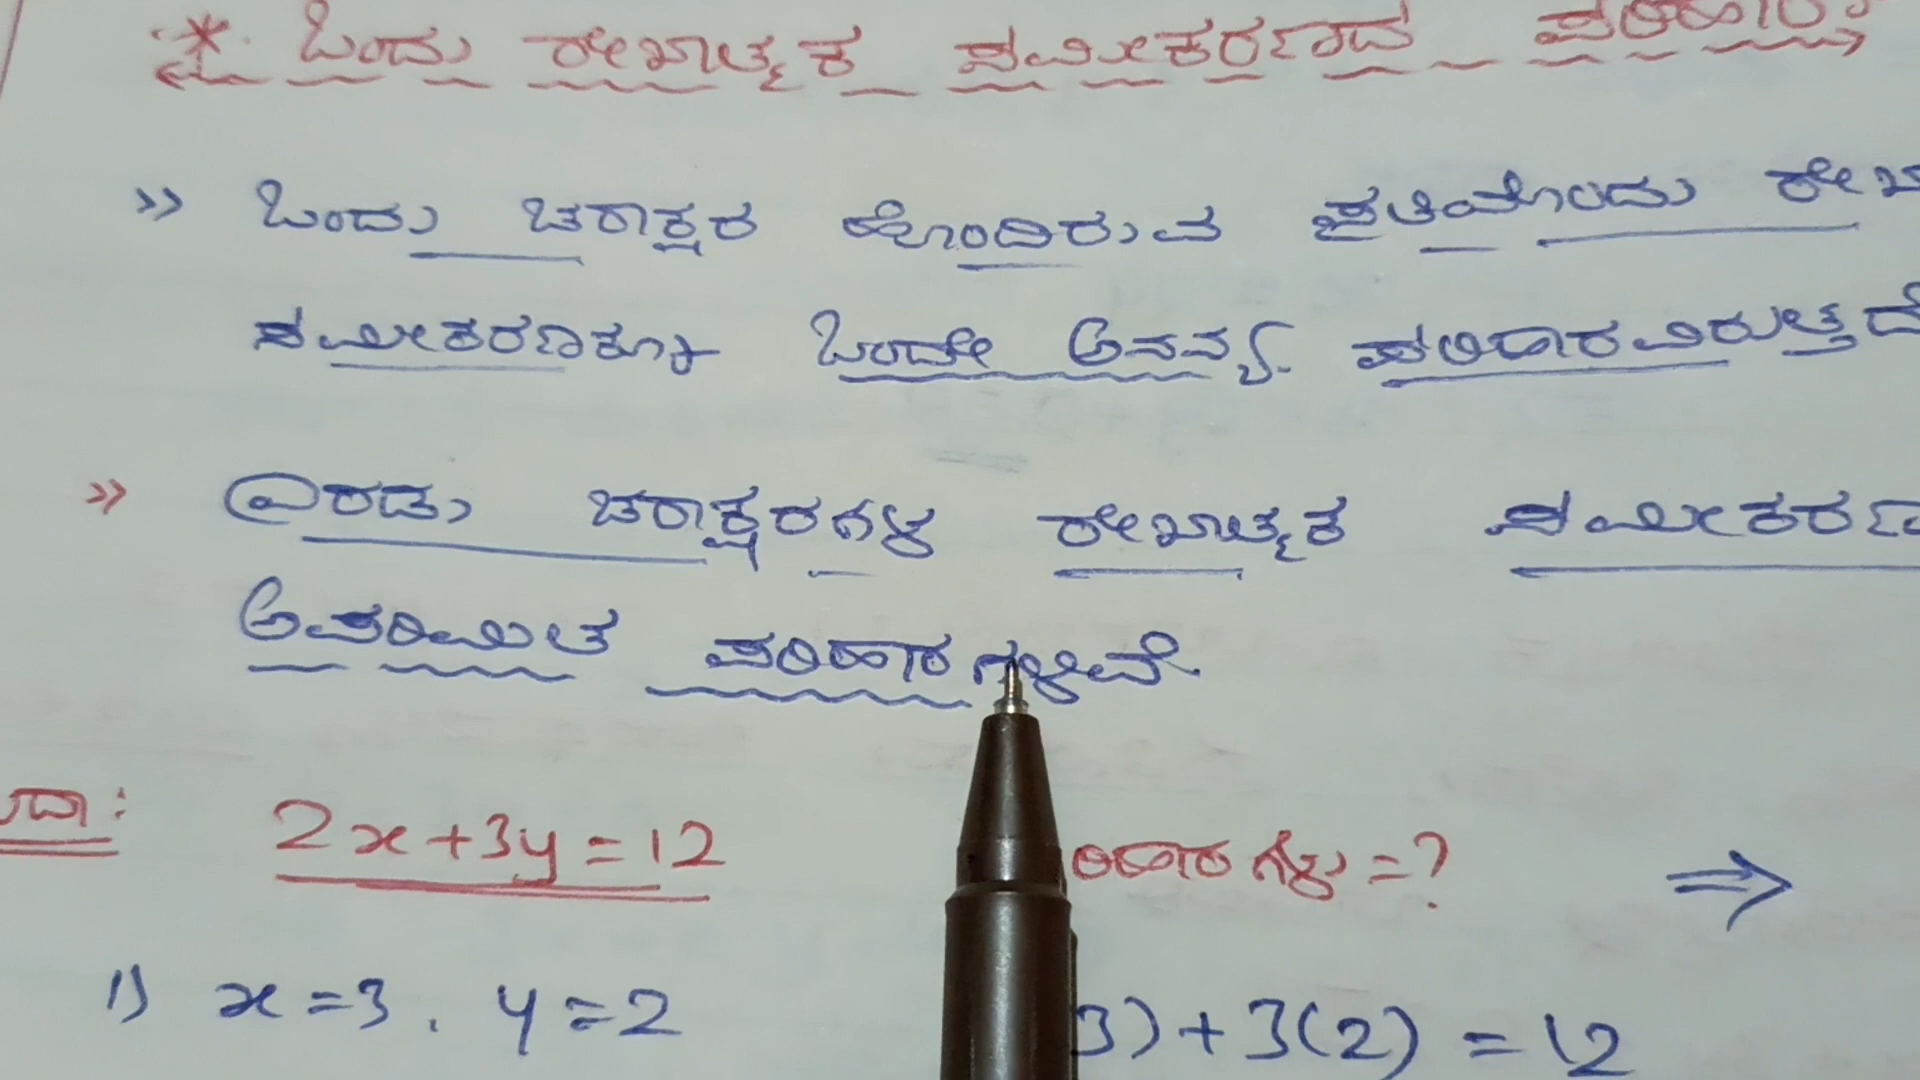 * ಒಂದು ರೇಖಾತ್ಮಕ ಸಮೀಕರಣದ ಪರಿಹಾರ
» ಒಂದು ಚರಾಕ್ಷರ ಹೊಂದಿರುವ ಪ್ರತಿಯೊಂದು ರೇಖಾ
ಸಮೀಕರಣಕ್ಕೂ ಒಂದೇ ಅನನ್ಯ ಪರಿಹಾರವಿರುತ್ತದೆ
» ಎರಡು ಚರಾಕ್ಷರಗಳ ರೇಖಾತ್ಮಕ ಸಮೀಕರಣ
ಅಪರಿಮಿತ ಪರಿಹಾರಗಳಿವೆ
ದಾ: 2x+3y=12 ರಿಹಾರಗಳು =? ⇒
1) x=3, y=2 3)+3(2) = 12